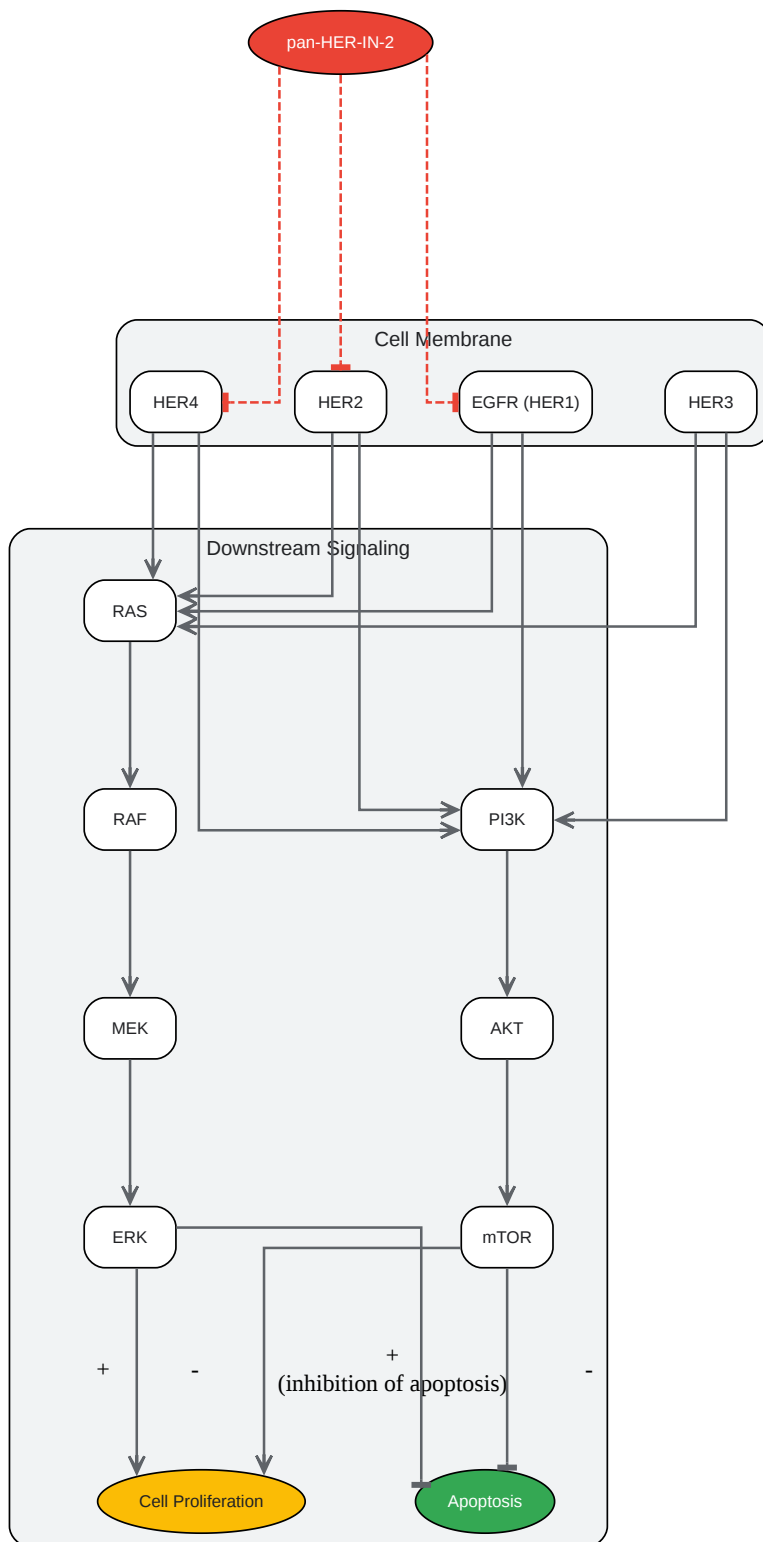 pan-HER-IN-2
Cell Membrane
HER4
HER2
EGFR (HER1)
HER3
Downstream Signaling
RAS
RAF
PI3K
MEK
AKT
ERK
mTOR
+
-
+
(inhibition of apoptosis)
-
Cell Proliferation
Apoptosis